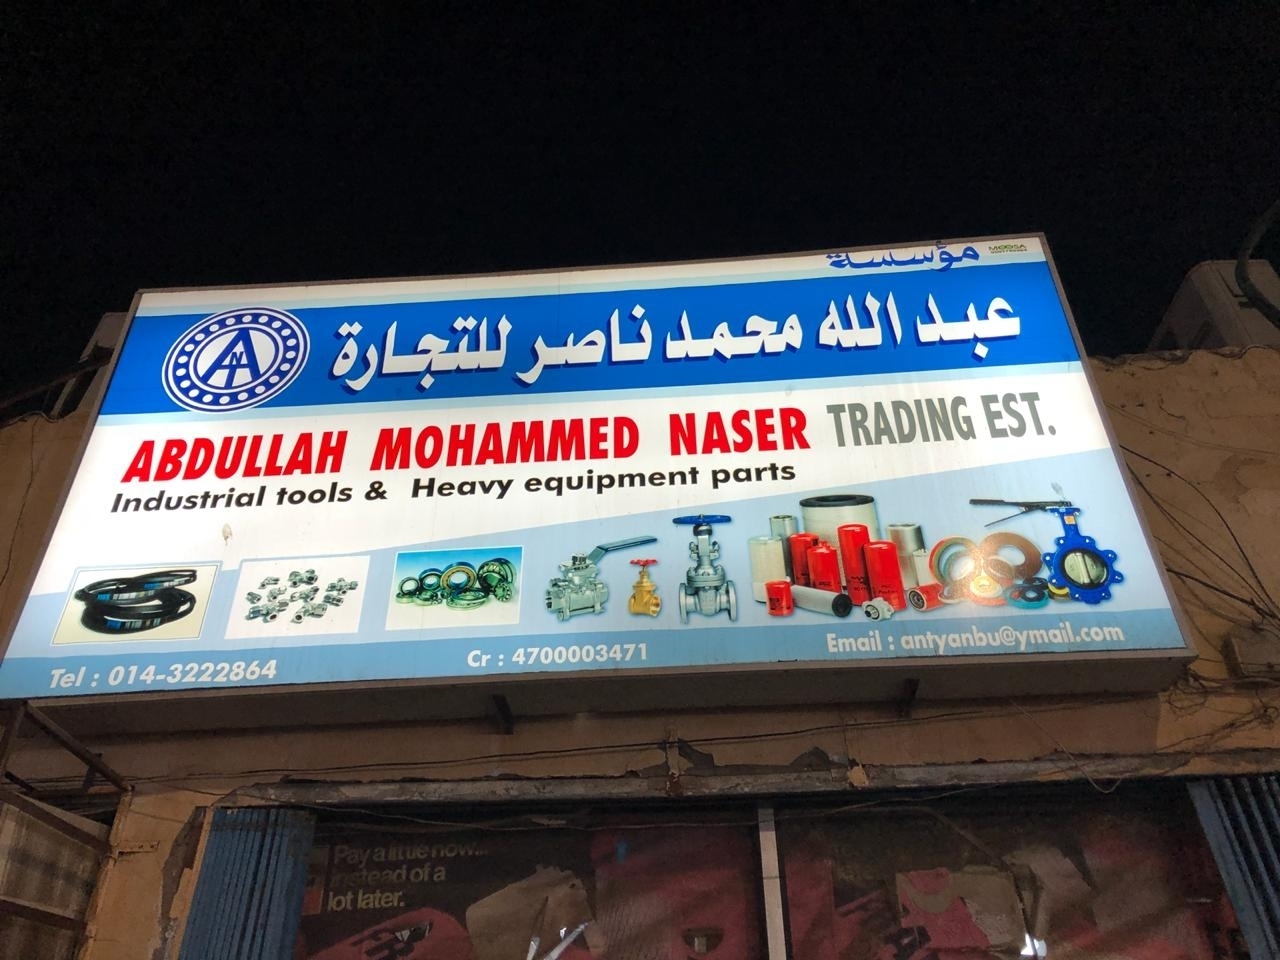 مؤسسة
MOOSA
عبد الله محمد ناصر للتجارة
ABDULLAH MOHAMMED NASER TRADING EST.
Industrial tools & Heavy equipment parts
Tel : 014-3222864
Cr : 4700003471
Email : antyanbu@ymail.com
Pay a little now...
instead of a
lot later.